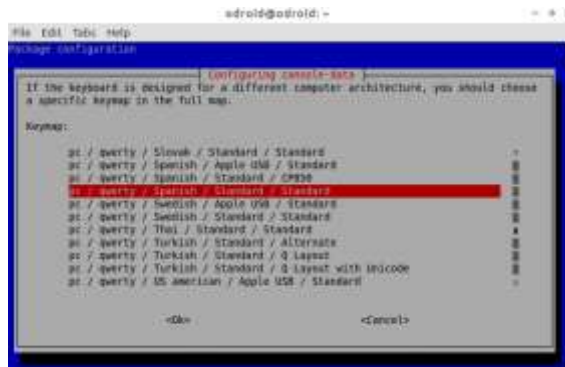 odroid@odroid: ~
File Edit Tabs Help
Package configuration
Configuring console-data
If the keyboard is designed for a different computer architecture, you should choose
a specific keymap in the full map.
Keymap:
pc / qwerty / Slovak / Standard / Standard
pc / qwerty / Spanish / Apple USB / Standard
pc / qwerty / Spanish / Standard / CP850
pc / qwerty / Spanish / Standard / Standard
pc / qwerty / Swedish / Apple USB / Standard
pc / qwerty / Swedish / Standard / Standard
pc / qwerty / Thai / Standard / Standard
pc / qwerty / Turkish / Standard / Alternate
pc / qwerty / Turkish / Standard / Q Layout
pc / qwerty / Turkish / Standard / Q Layout with Unicode
pc / qwerty / US american / Apple USB / Standard
<Ok> <Cancel>